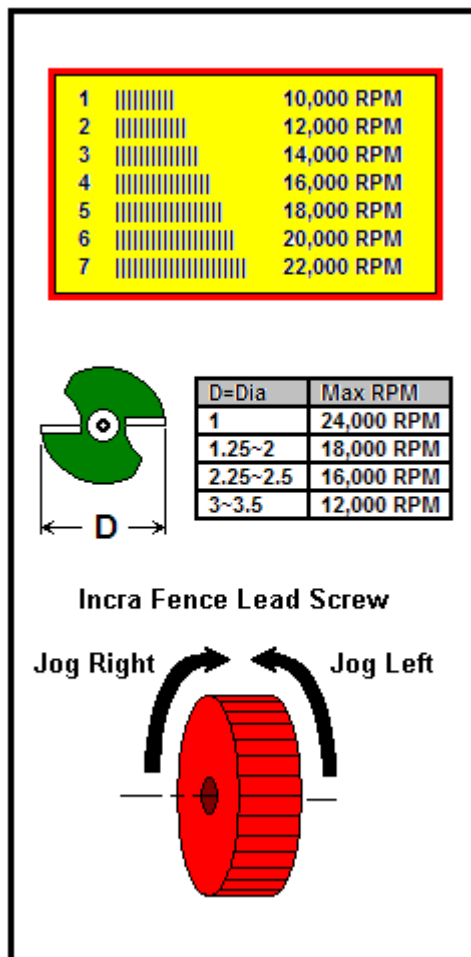 1 |||||||||| 10,000 RPM
2 |||||||||||| 12,000 RPM
3 |||||||||||||| 14,000 RPM
4 |||||||||||||||| 16,000 RPM
5 |||||||||||||||||| 18,000 RPM
6 |||||||||||||||||||| 20,000 RPM
7 |||||||||||||||||||||| 22,000 RPM
D=Dia Max RPM
1 24,000 RPM
1.25~2 18,000 RPM
2.25~2.5 16,000 RPM
3~3.5 12,000 RPM
D
Incra Fence Lead Screw
Jog Right Jog Left